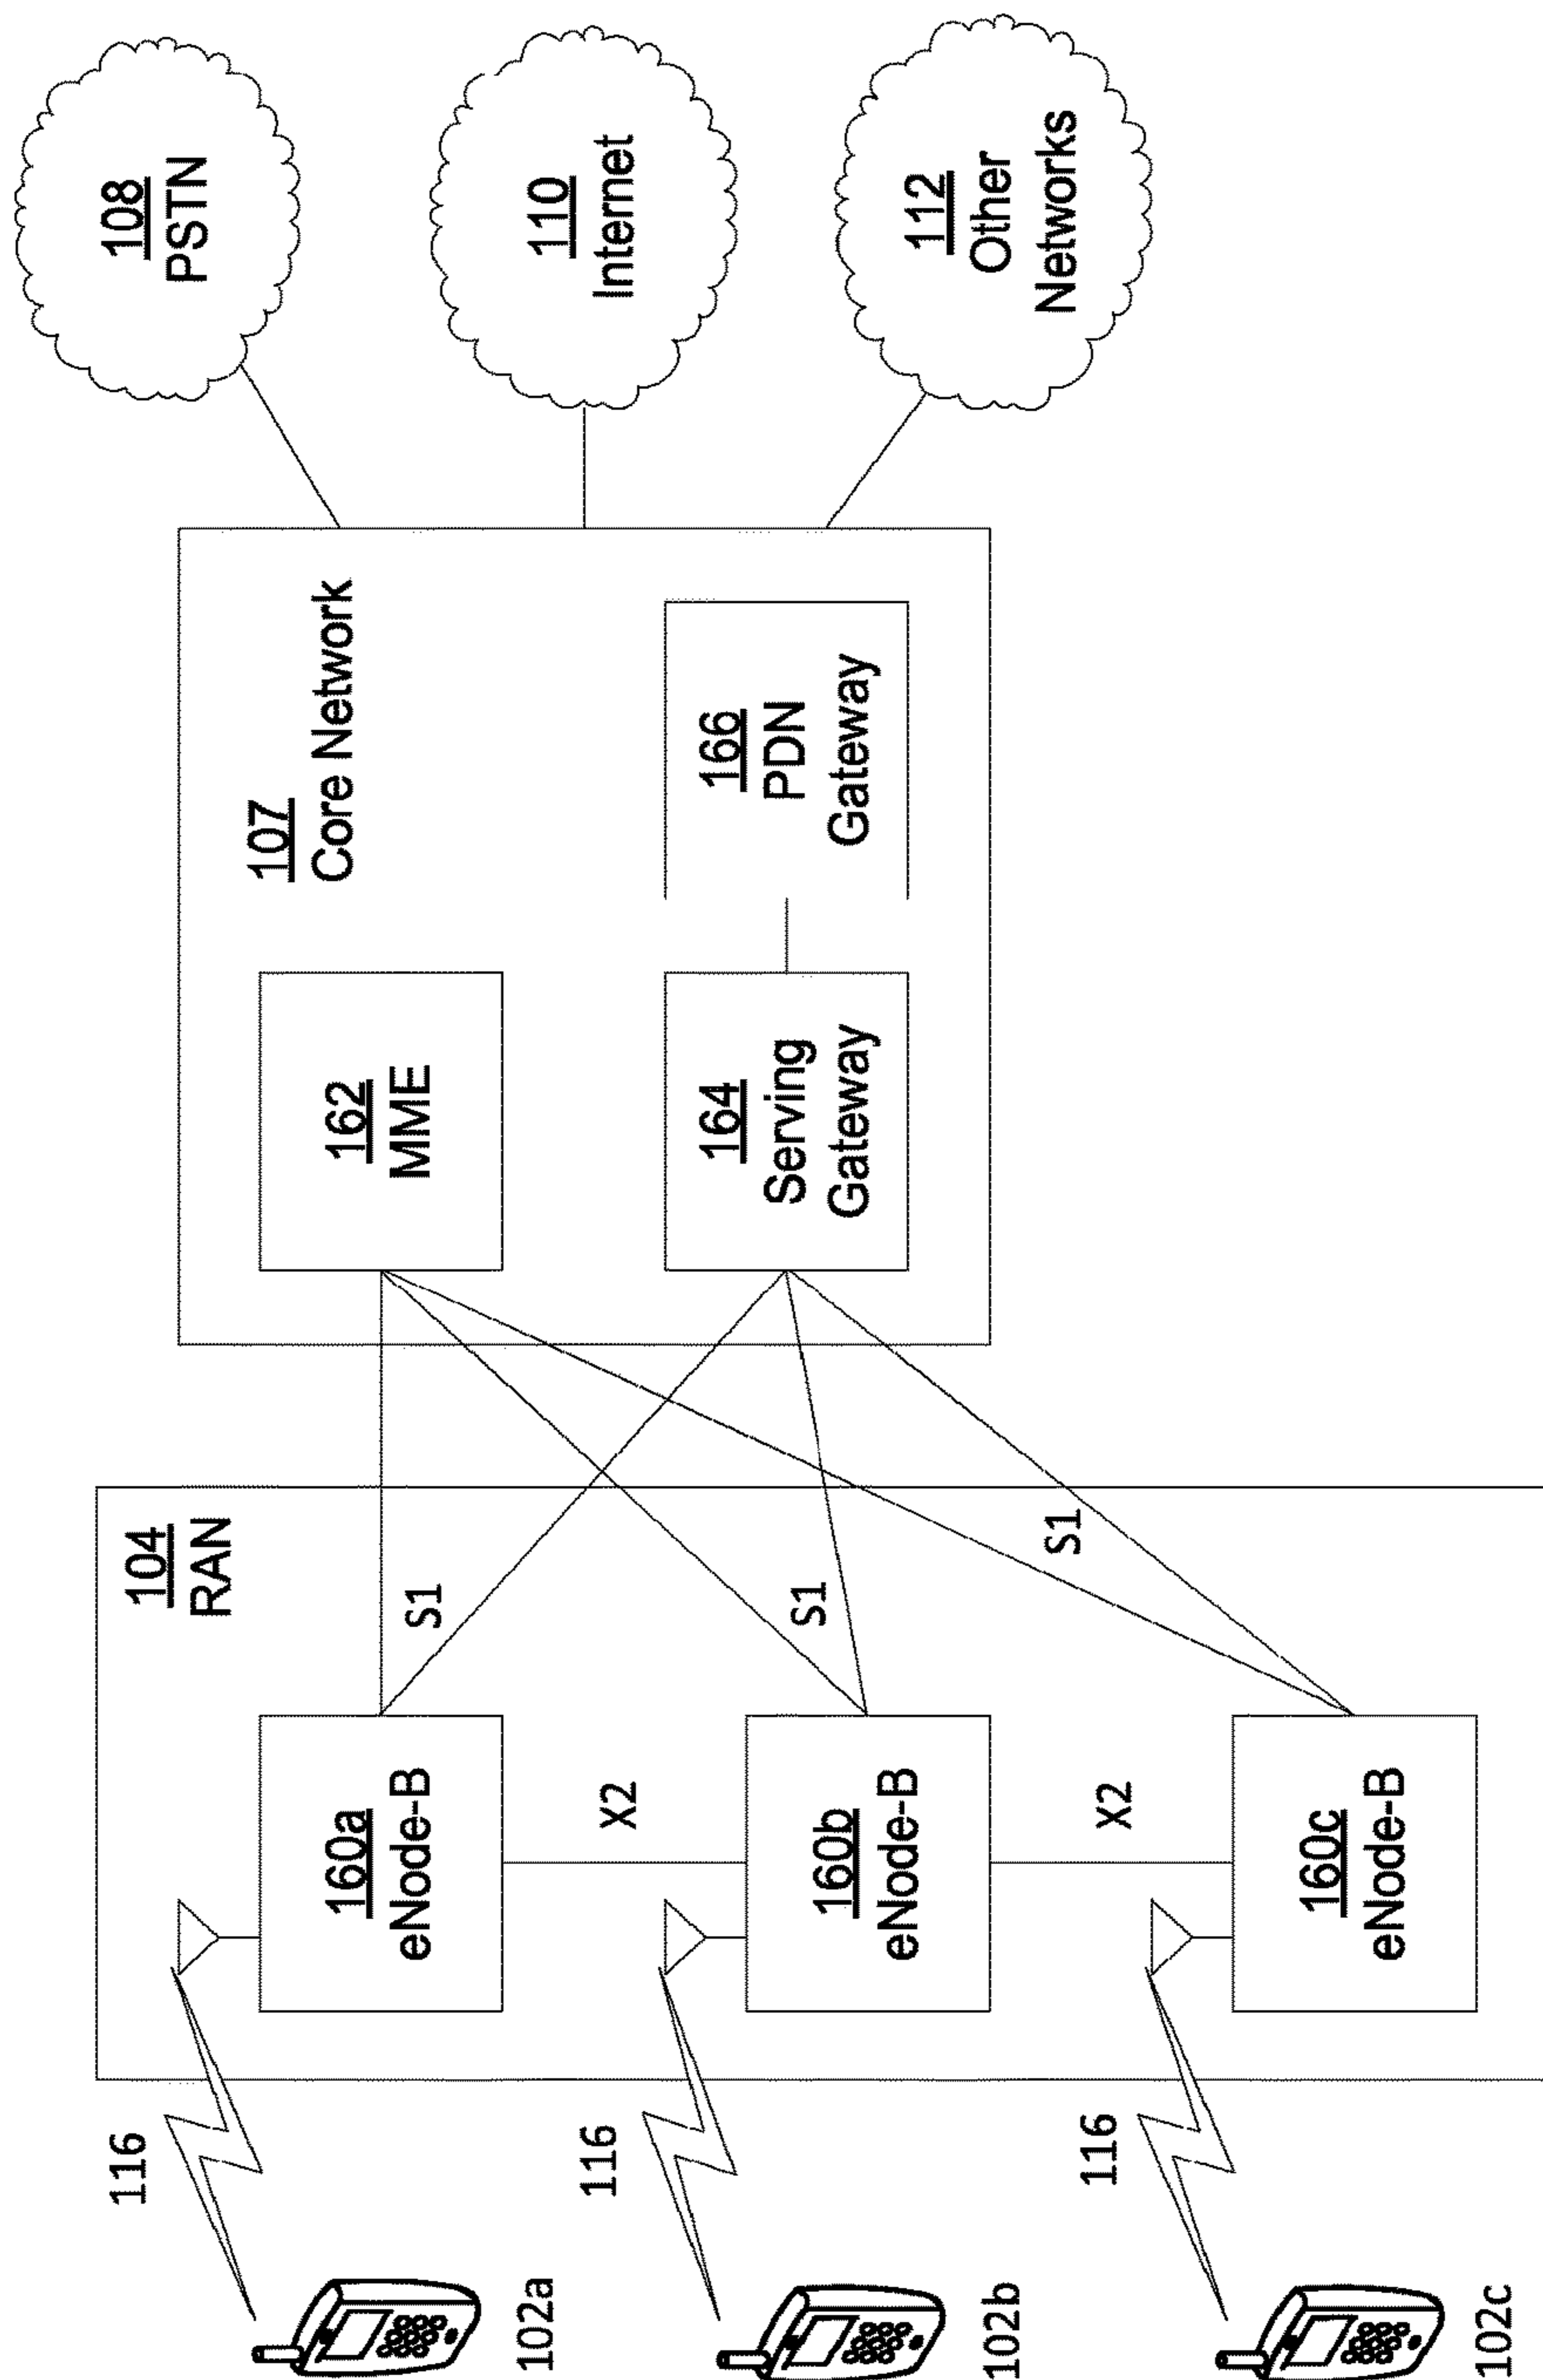 102a
102b
102c
116
116
116
104
RAN
160a
eNode-B
160b
eNode-B
160c
eNode-B
X2
X2
S1
S1
S1
107
Core Network
162
MME
164
Serving
Gateway
166
PDN
Gateway
108
PSTN
110
Internet
112
Other
Networks